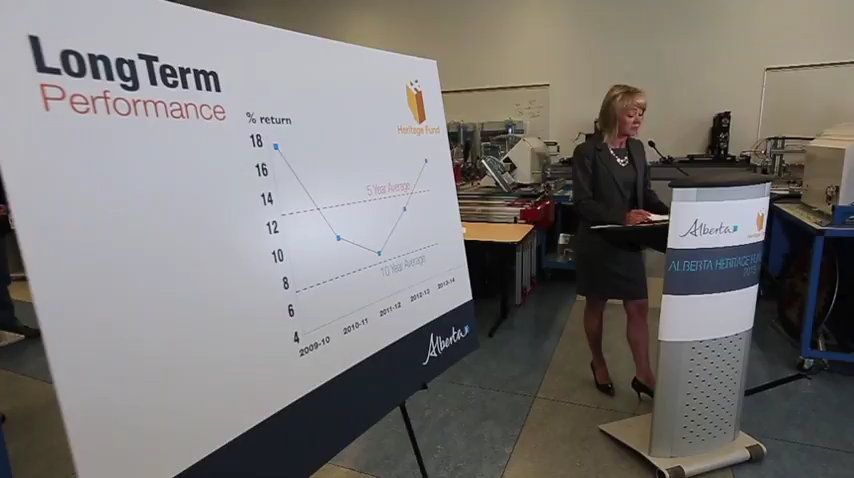 LongTerm
Performance
% return
Heritage Fund
18
16
14
12
10
8
6
4
5 Year Average
10 Year Average
2009-10
2010-11
2011-12
2012-13
2013-14
Alberta
Alberta
ALBERTA HERITAGE FUN